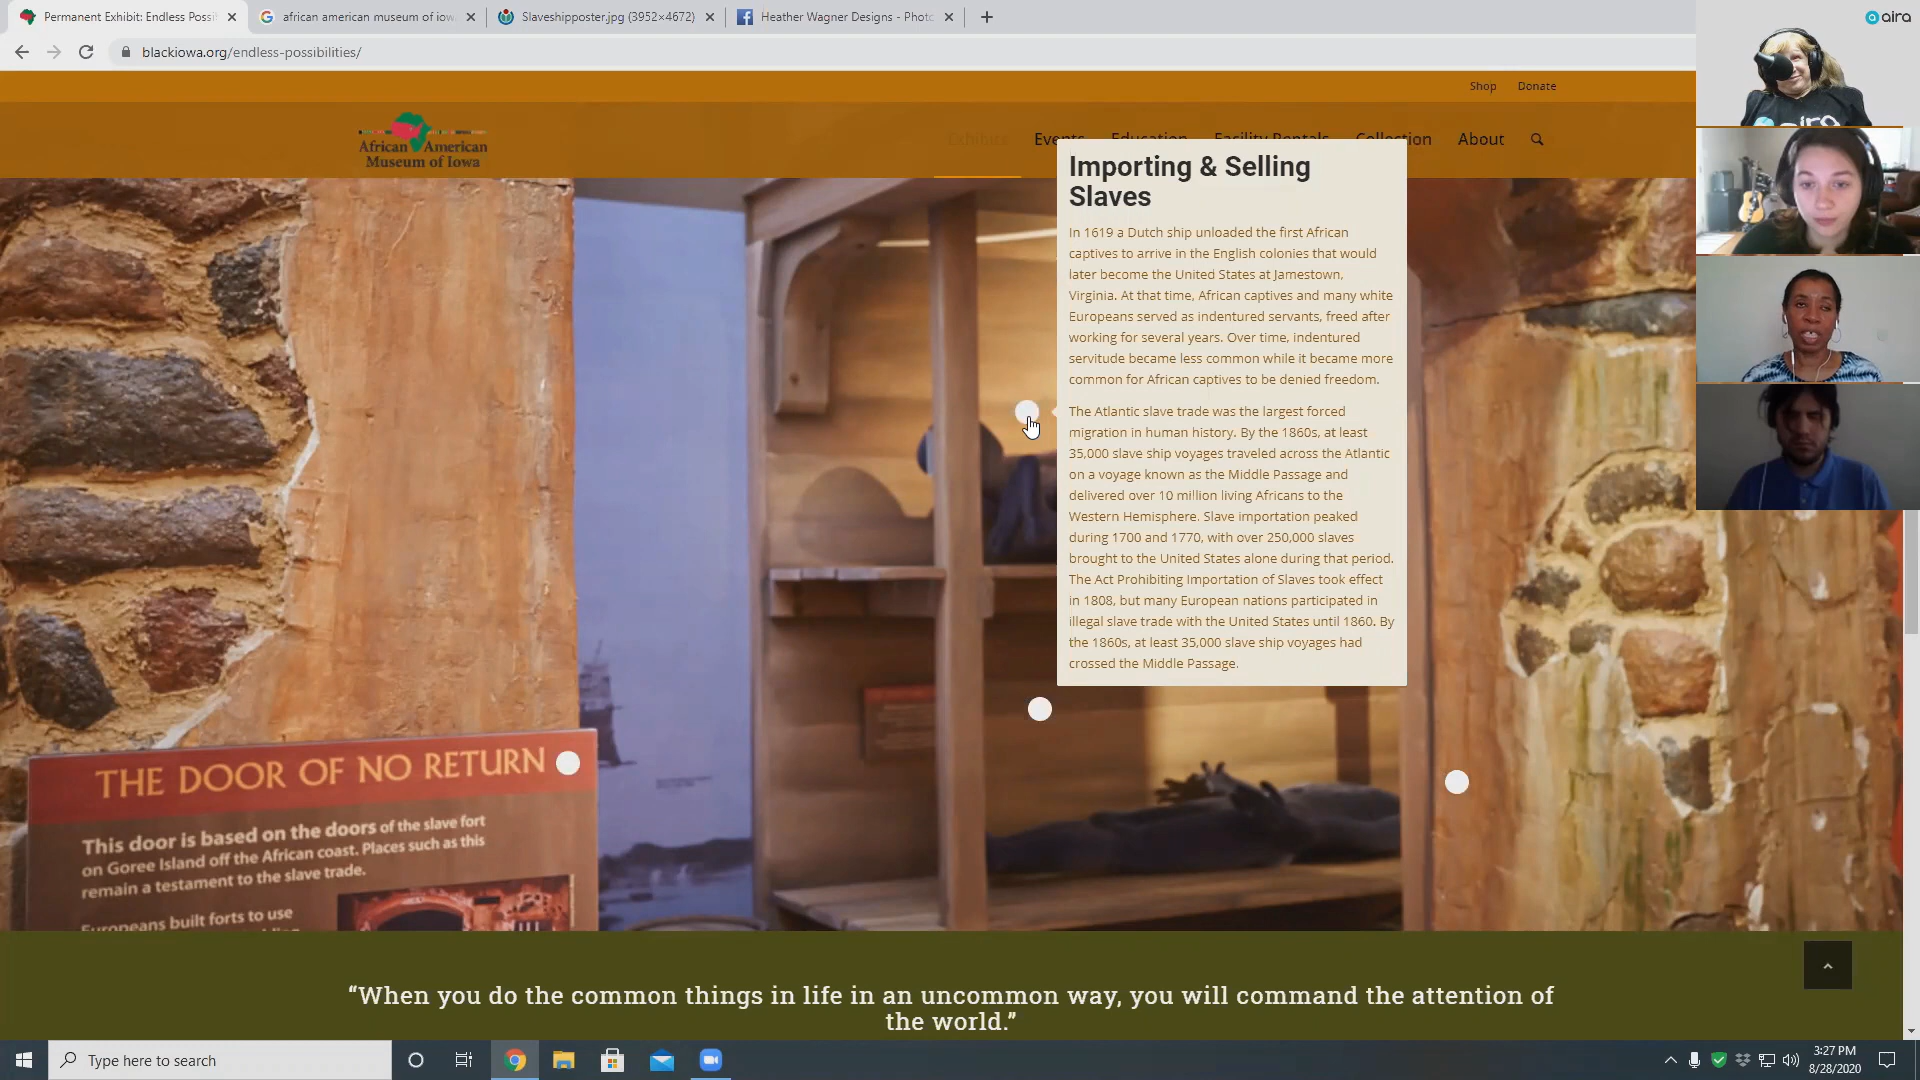 Permanent Exhibit: Endless Possi
african american museum of iow
Slaveshipposter.jpg (3952×4672)
Heather Wagner Designs - Photo
blackiowa.org/endless-possibilities/
aira
Shop Donate
African American
Museum of Iowa
Exhibits Events Education Facility Rentals Collection About
Importing & Selling
Slaves
In 1619 a Dutch ship unloaded the first African
captives to arrive in the English colonies that would
later become the United States at Jamestown,
Virginia. At that time, African captives and many white
Europeans served as indentured servants, freed after
working for several years. Over time, indentured
servitude became less common while it became more
common for African captives to be denied freedom.
The Atlantic slave trade was the largest forced
migration in human history. By the 1860s, at least
35,000 slave ship voyages traveled across the Atlantic
on a voyage known as the Middle Passage and
delivered over 10 million living Africans to the
Western Hemisphere. Slave importation peaked
during 1700 and 1770, with over 250,000 slaves
brought to the United States alone during that period.
The Act Prohibiting Importation of Slaves took effect
in 1808, but many European nations participated in
illegal slave trade with the United States until 1860. By
the 1860s, at least 35,000 slave ship voyages had
crossed the Middle Passage.
THE DOOR OF NO RETURN
This door is based on the doors of the slave fort
on Goree Island off the African coast. Places such as this
remain a testament to the slave trade.
Europeans built forts to use
“When you do the common things in life in an uncommon way, you will command the attention of
the world.”
Type here to search
3:27 PM
8/28/2020